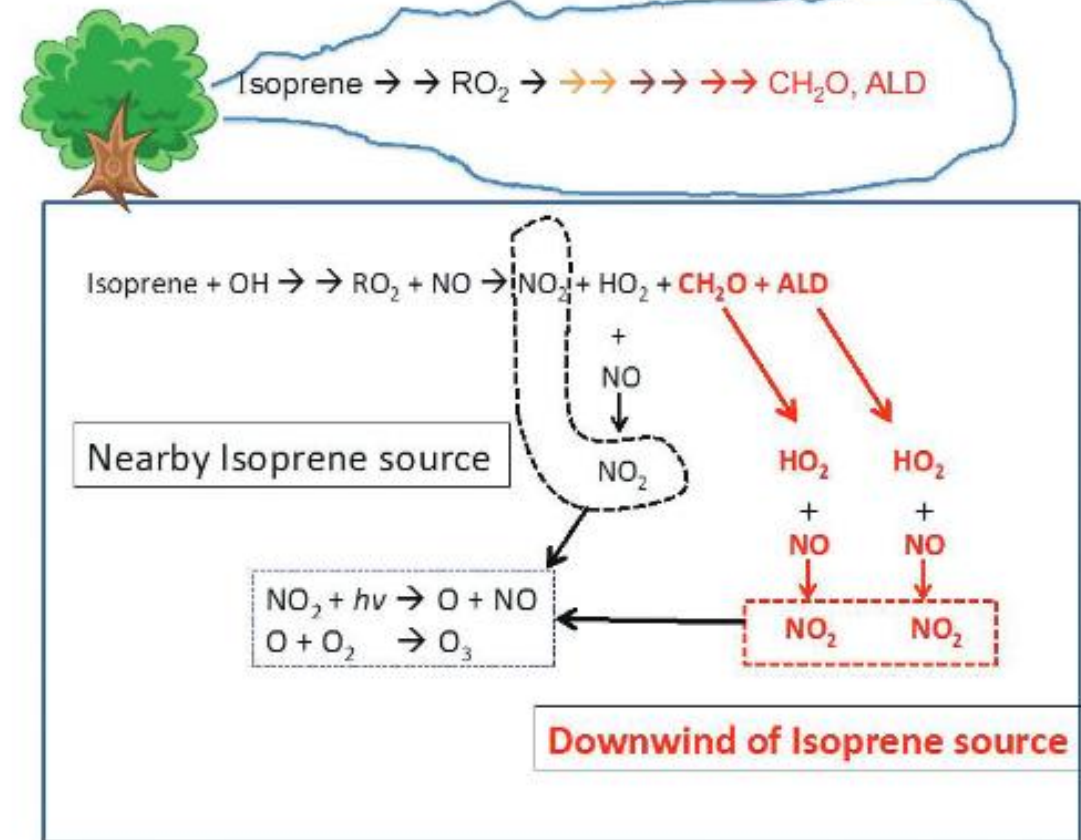 Isoprene → → RO₂ → →→ →→ →→ CH₂O, ALD
Isoprene + OH → → RO₂ + NO → NO₂ + HO₂ + CH₂O + ALD
+
NO
NO₂
Nearby Isoprene source
HO₂ HO₂
+ +
NO NO
NO₂ NO₂
NO₂ + hν → O + NO
O + O₂ → O₃
Downwind of Isoprene source